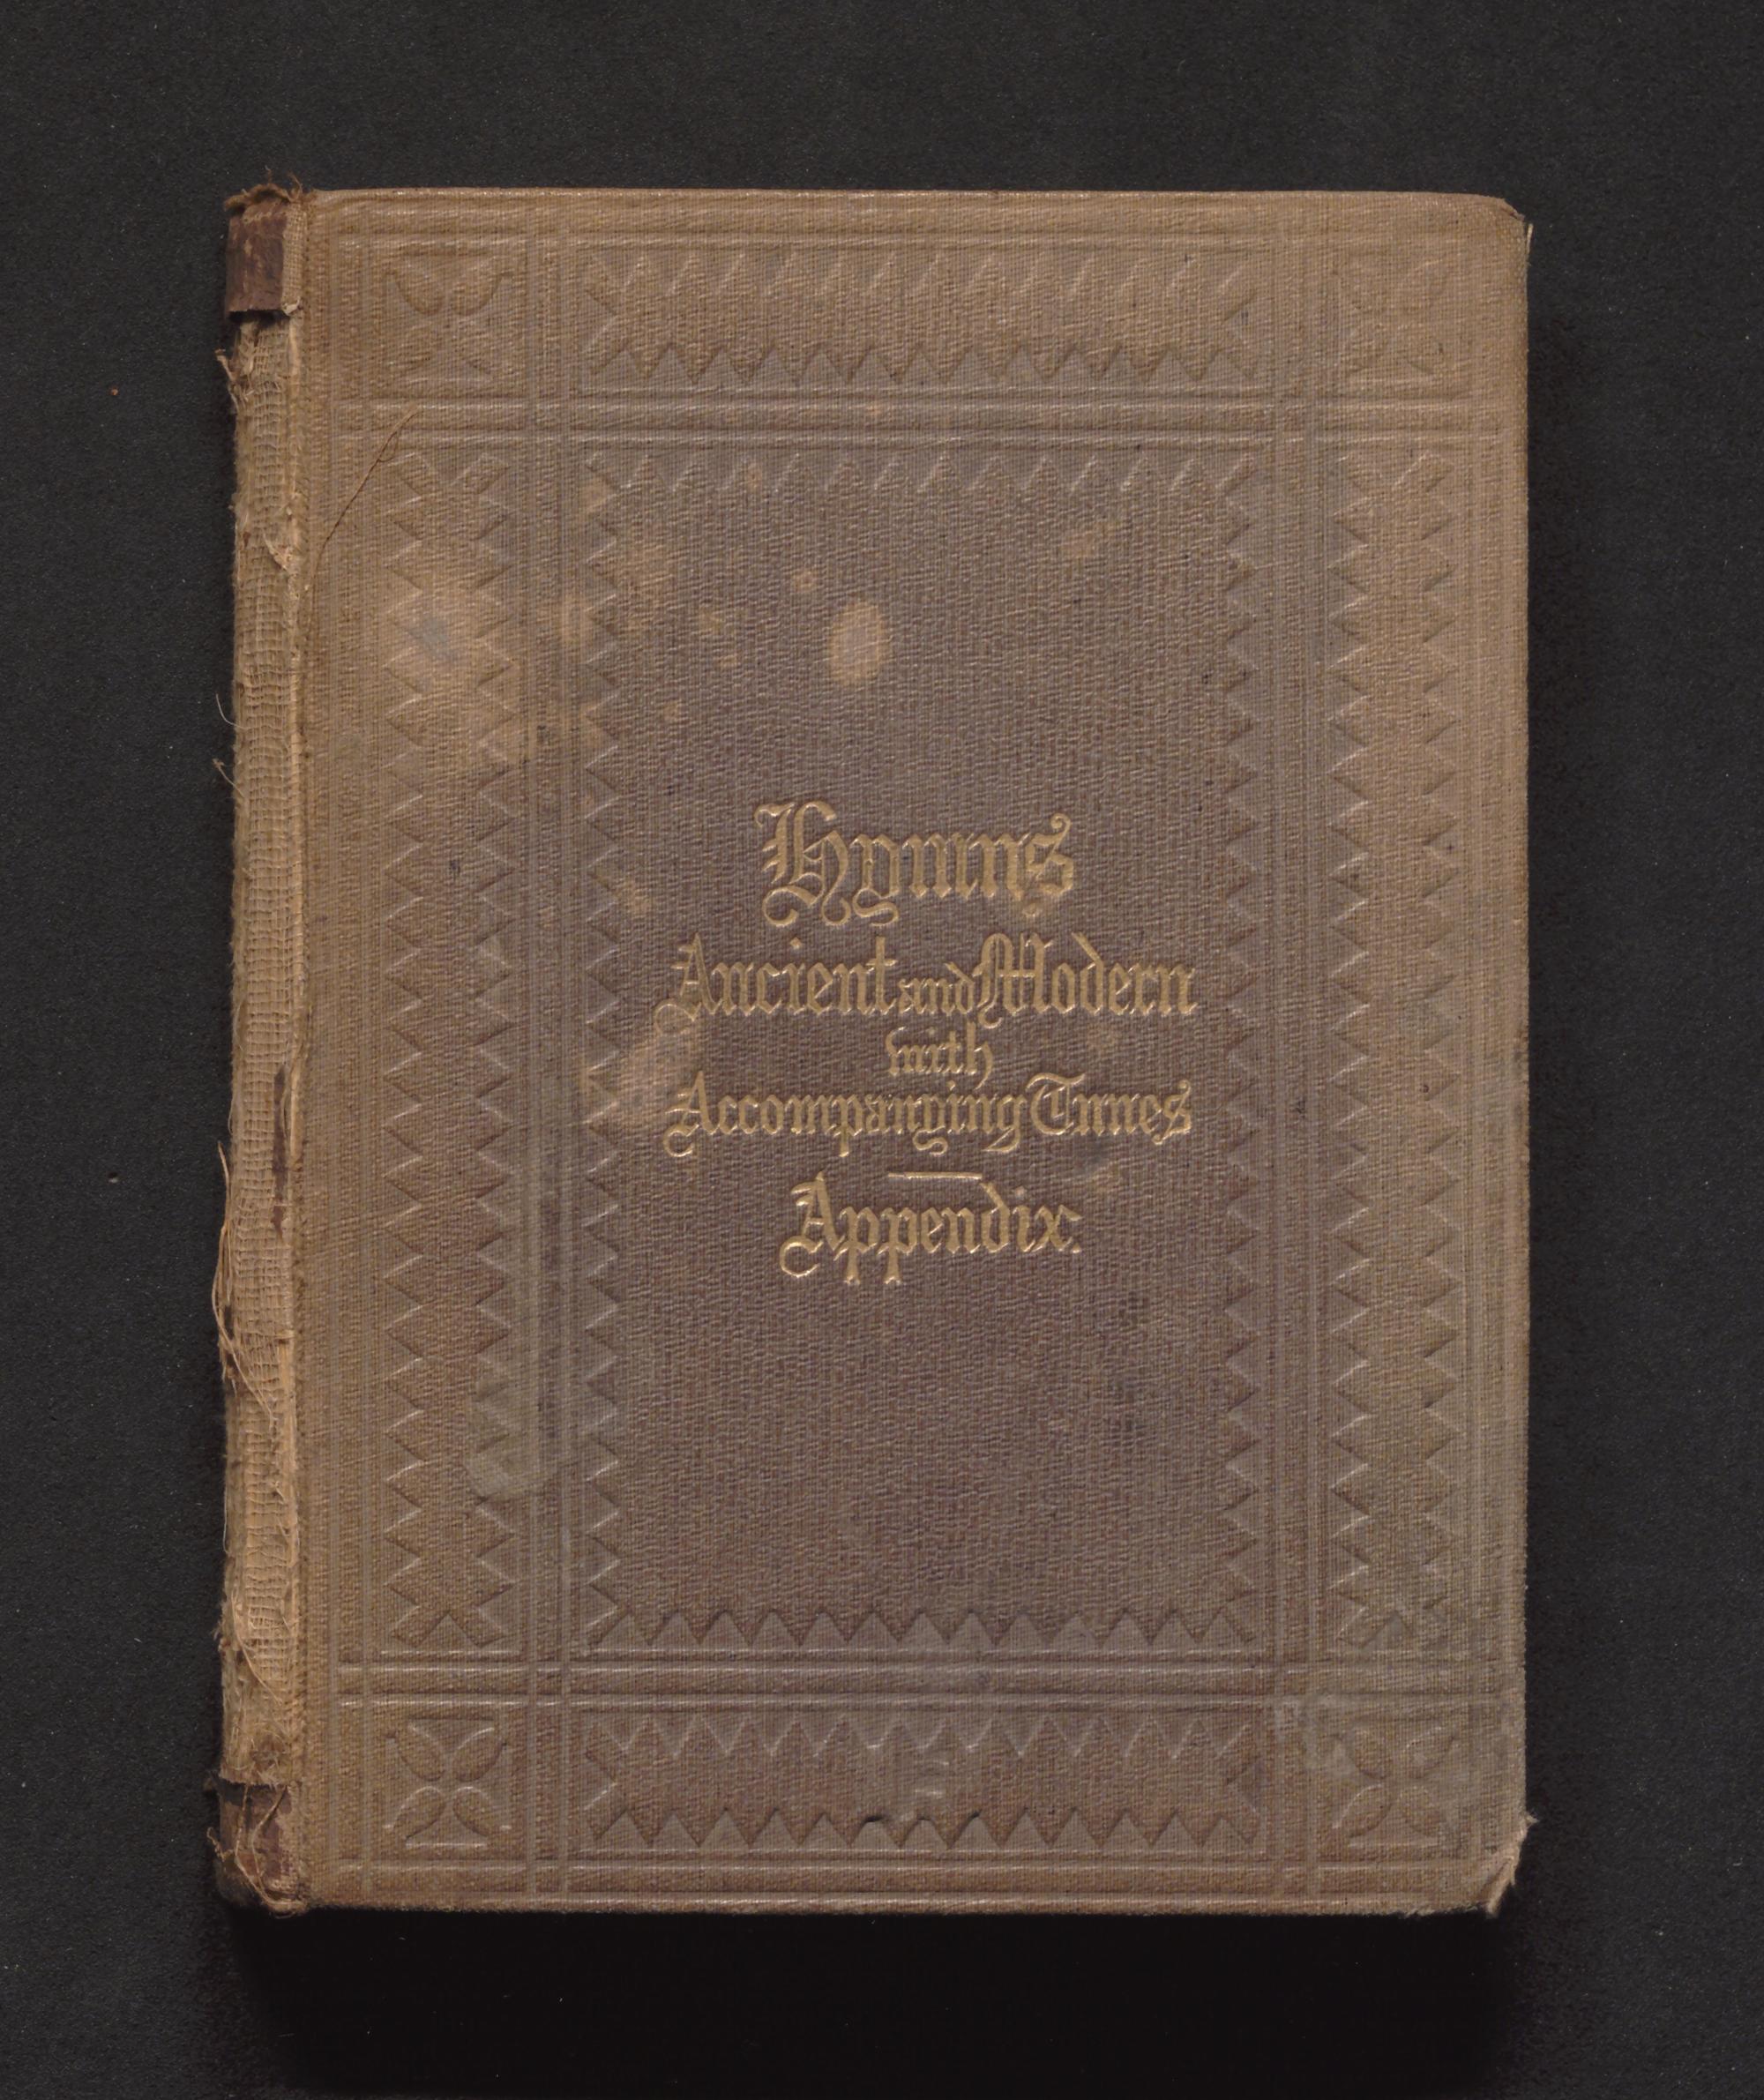 Hymns
Ancient and Modern
with
Accompanying Tunes
Appendix.